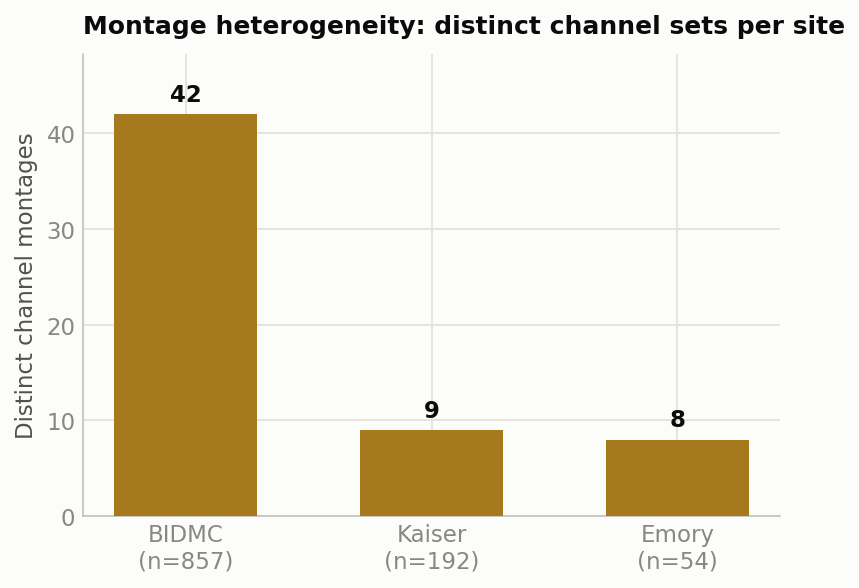 Montage heterogeneity: distinct channel sets per site
Distinct channel montages
40
30
20
10
0
42
9
8
BIDMC
(n=857)
Kaiser
(n=192)
Emory
(n=54)